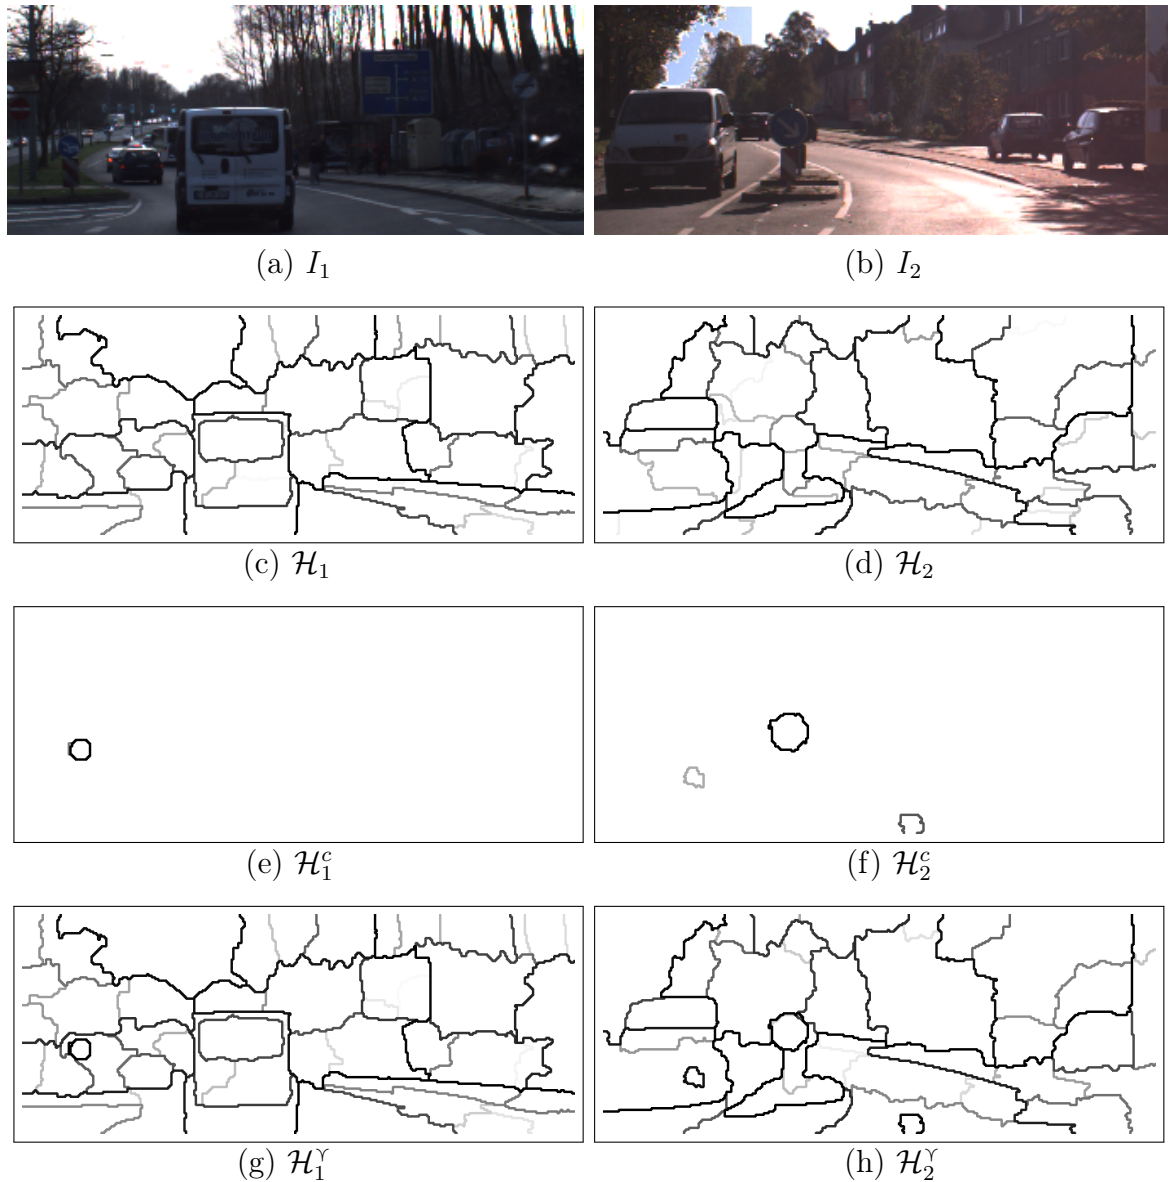 (a) I₁
(b) I₂
(c) ℋ₁
(d) ℋ₂
(e) ℋ₁ᶜ
(f) ℋ₂ᶜ
(g) ℋ₁^ϒ
(h) ℋ₂^ϒ